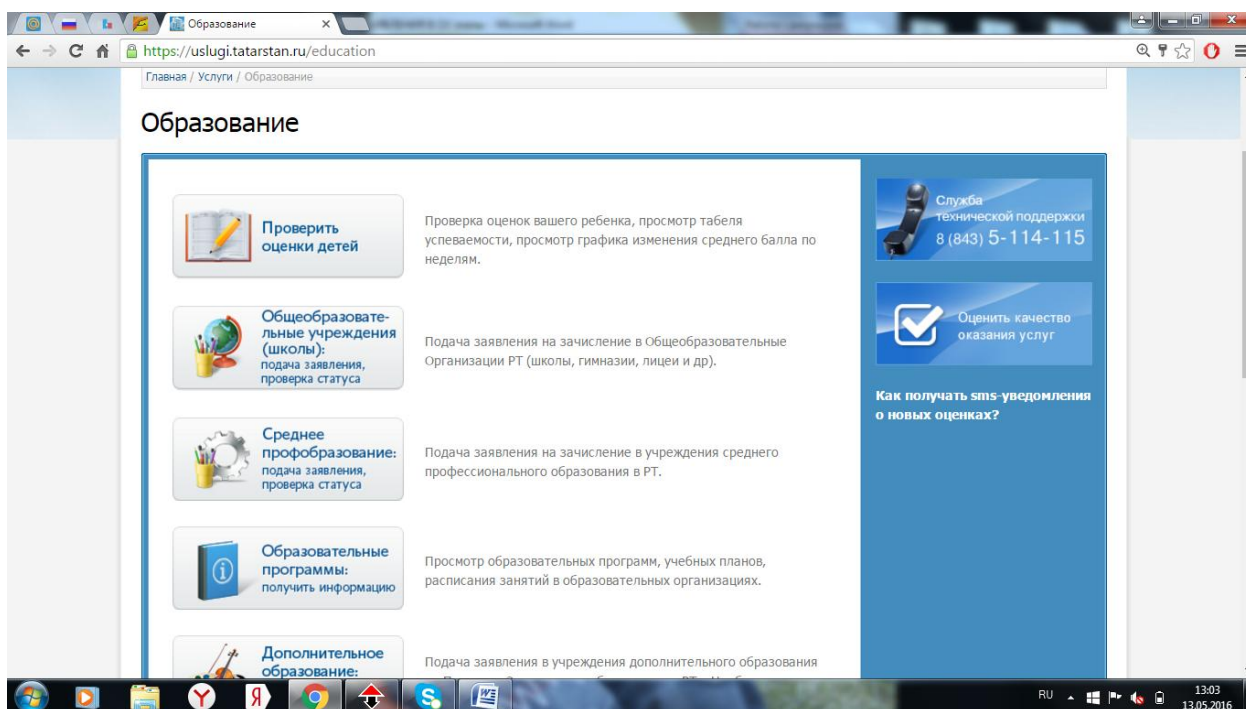 Образование
https://uslugi.tatarstan.ru/education
Главная / Услуги / Образование
Образование
Проверить
оценки детей
Проверка оценок вашего ребенка, просмотр табеля
успеваемости, просмотр графика изменения среднего балла по
неделям.
Общеобразовате-
льные учреждения
(школы):
подача заявления,
проверка статуса
Подача заявления на зачисление в Общеобразовательные
Организации РТ (школы, гимназии, лицеи и др).
Среднее
профобразование:
подача заявления,
проверка статуса
Подача заявления на зачисление в учреждения среднего
профессионального образования в РТ.
Образовательные
программы:
получить информацию
Просмотр образовательных программ, учебных планов,
расписания занятий в образовательных организациях.
Дополнительное
образование:
Подача заявления в учреждения дополнительного образования
Служба
технической поддержки
8 (843) 5-114-115
Оценить качество
оказания услуг
Как получать sms-уведомления
о новых оценках?
RU
13:03
13.05.2016